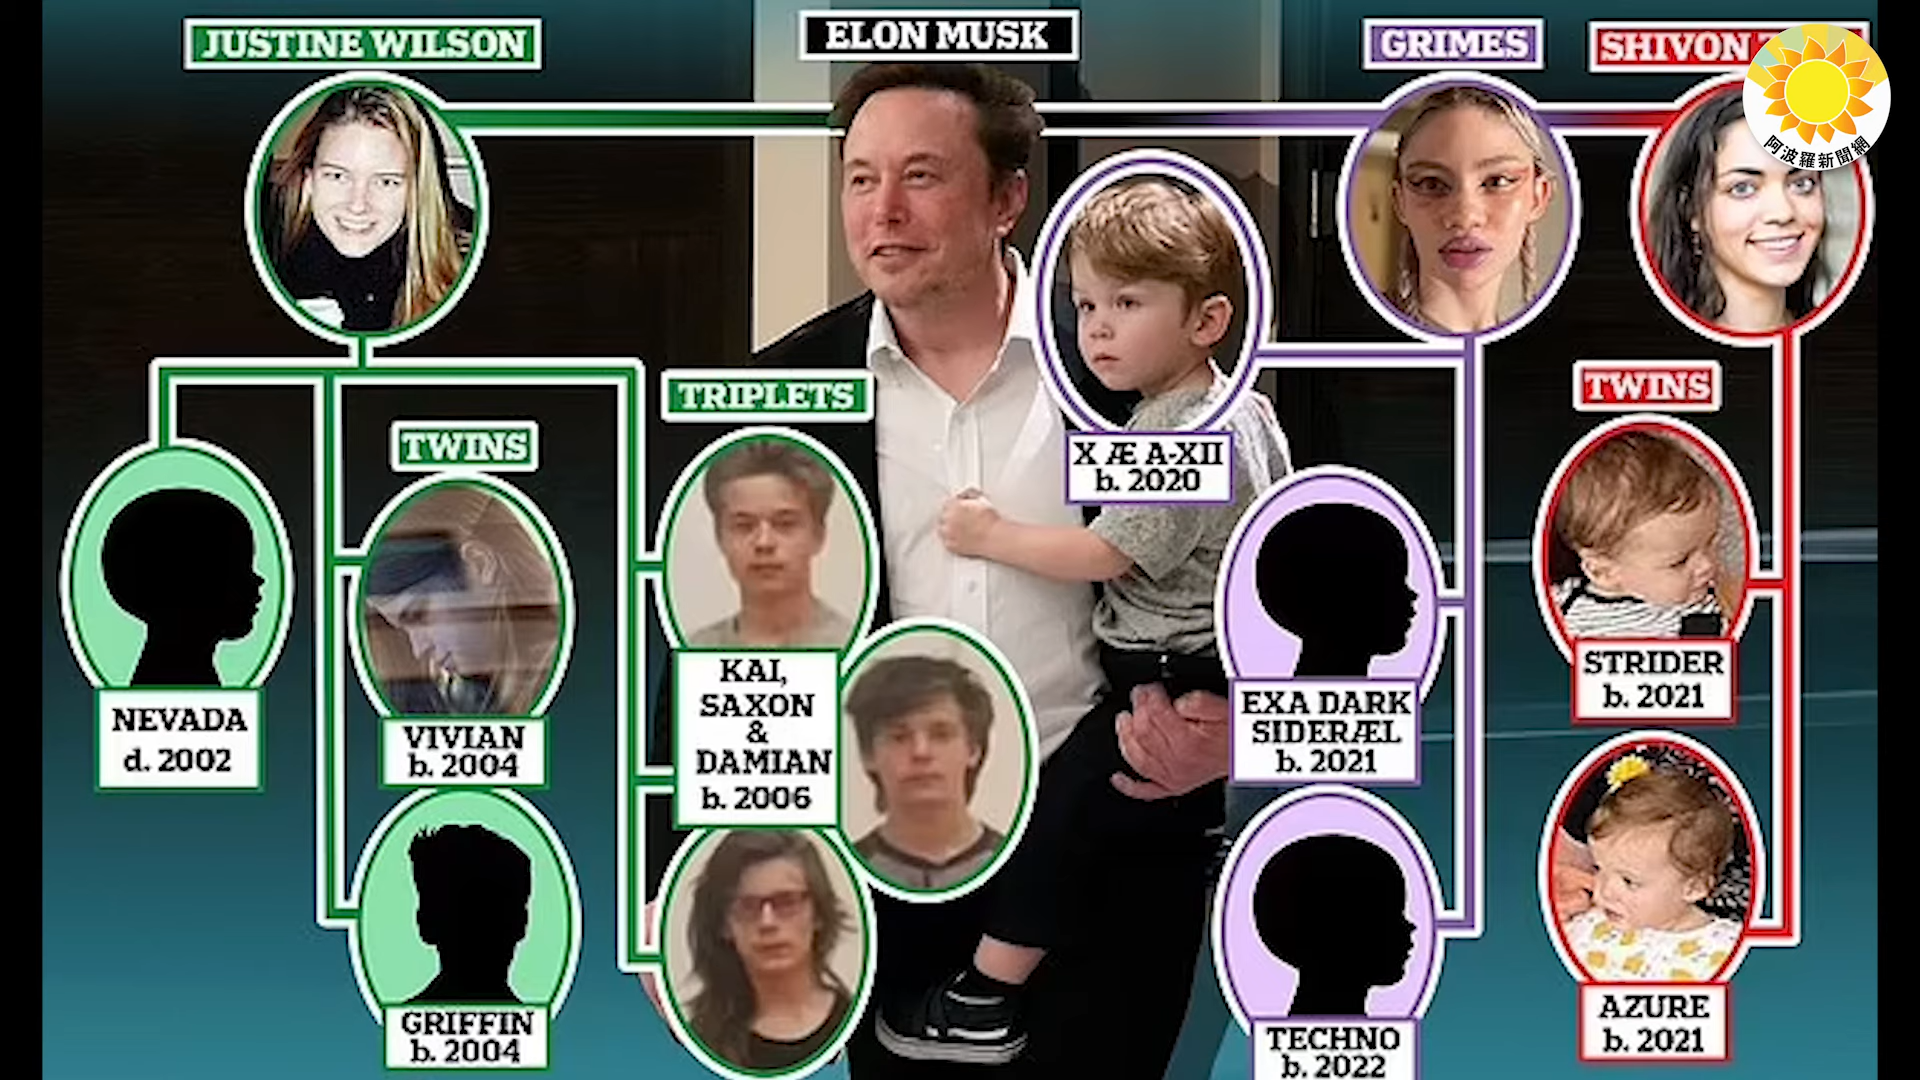 JUSTINE WILSON
ELON MUSK
GRIMES
SHIVON
阿波羅新聞網
TRIPLETS
TWINS
TWINS
X Æ A-XII
b. 2020
NEVADA
d. 2002
VIVIAN
b. 2004
GRIFFIN
b. 2004
KAI,
SAXON
&
DAMIAN
b. 2006
EXA DARK
SIDERÆL
b. 2021
TECHNO
b. 2022
STRIDER
b. 2021
AZURE
b. 2021